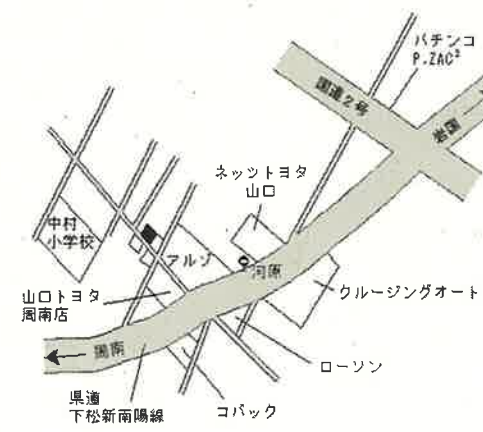 パチンコ
P.ZAC²
国道2号
岩国
ネッツトヨタ
山口
中村
小学校
アルゾ
河原
山口トヨタ
周南店
クルージングオート
周南
ローソン
県道
下松新南陽線
コバック